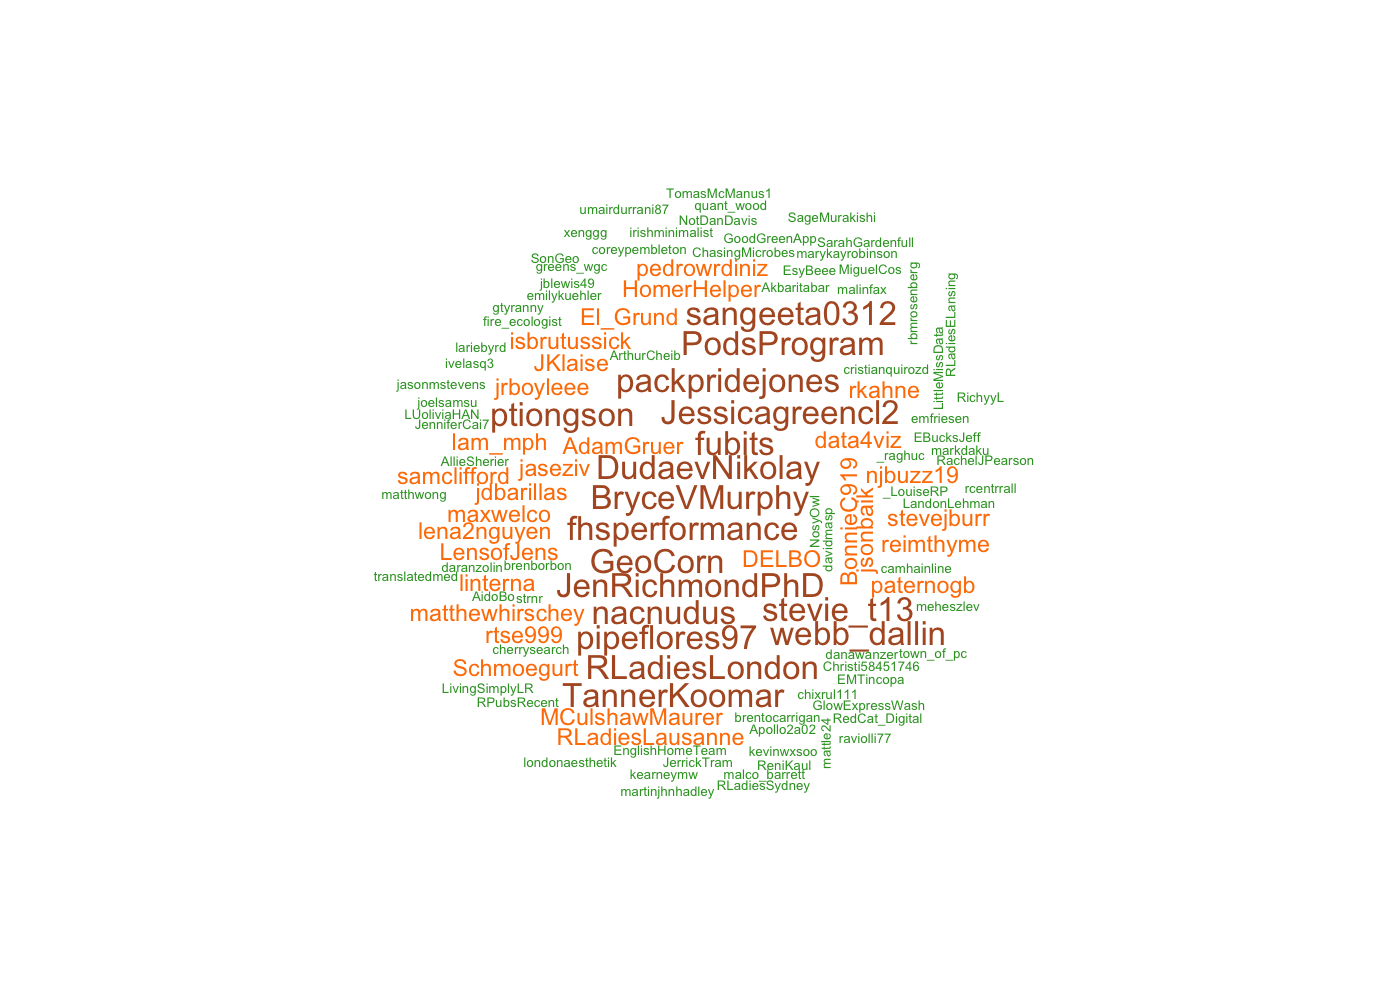 TomasMcManus1
quant_wood
umairdurrani87
SageMurakishi
NotDanDavis
xenggg
irishminimalist
GoodGreenApp
SarahGardenfull
coreypembleton
ChasingMicrobes
marykayrobinson
SonGeo
greens_wgc
pedrowrdiniz
EsyBeee
MiguelCos
jblewis49
HomerHelper
Akbaritabar
malinfax
rbmrosenberg
RLadiesELansing
emilykuehler
gtyranny
El_Grund
sangeeta0312
fire_ecologist
isbrutussick
PodsProgram
lariebyrd
ArthurCheib
LittleMissData
ivelasq3
JKlaise
cristianquirozd
jasonmstevens
jrboyleee
packpridejones
rkahne
RichyyL
joelsamsu
LUoliviaHAN
ptiongson
Jessicagreencl2
emfriesen
JenniferCai7
Iam_mph
AdamGruer
fubits
data4viz
EBucksJeff
markdaku
_raghuc
RachelJPearson
AllieSherier
samclifford
jaseziv
DudaevNikolay
njbuzz19
matthwong
jdbarillas
BryceVMurphy
BonnieC919
_LouiseRP
rcentrrall
LandonLehman
maxwelco
NosyOwl
jsonbaik
stevejburr
lena2nguyen
fhsperformance
davidmasp
reimthyme
LensofJens
GeoCorn
DELBO
daranzolin
brenborbon
camhainline
translatedmed
linterna
JenRichmondPhD
paternogb
AidoBo
strnr
matthewhirschey
nacnudus
stevie_t13
meheszlev
rtse999
pipeflores97
webb_dallin
cherrysearch
danawanzer
town_of_pc
Schmoegurt
RLadiesLondon
Christi58451746
EMTincopa
LivingSimplyLR
RPubsRecent
TannerKoomar
chixrul111
GlowExpressWash
MCulshawMaurer
brentocarrigan
RedCat_Digital
RLadiesLausanne
Apollo2a02
mattle24
raviolli77
EnglishHomeTeam
kevinwxsoo
londonaesthetik
JerrickTram
ReniKaul
kearneymw
malco_barrett
martinjhnhadley
RLadiesSydney